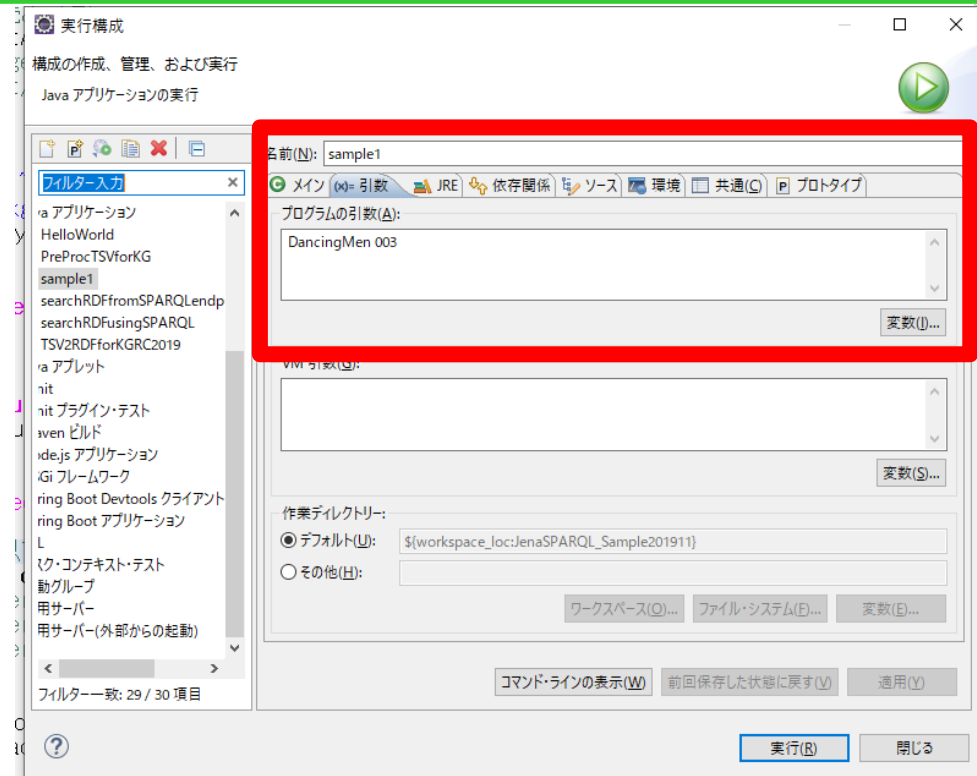 実行構成
構成の作成、管理、および実行
Java アプリケーションの実行
フィルター入力
va アプリケーション
HelloWorld
PreProcTSVforKG
sample1
searchRDFfromSPARQLendp
searchRDFusingSPARQL
TSV2RDFforKGRC2019
va アプレット
nit
nit プラグイン・テスト
aven ビルド
ode.js アプリケーション
Gi フレームワーク
ring Boot Devtools クライアント
ring Boot アプリケーション
L
スク・コンテキスト・テスト
動グループ
用サーバー
用サーバー(外部からの起動)
フィルター一致: 29 / 30 項目
名前(N): sample1
メイン (x)= 引数 JRE 依存関係 ソース 環境 共通(C) P プロトタイプ
プログラムの引数(A):
DancingMen 003
変数(I)...
VM 引数(G):
変数(S)...
作業ディレクトリー:
デフォルト(U): ${workspace_loc:JenaSPARQL_Sample201911}
その他(H):
ワークスペース(O)... ファイル・システム(F)... 変数(E)...
コマンド・ラインの表示(W) 前回保存した状態に戻す(V) 適用(Y)
実行(R) 閉じる